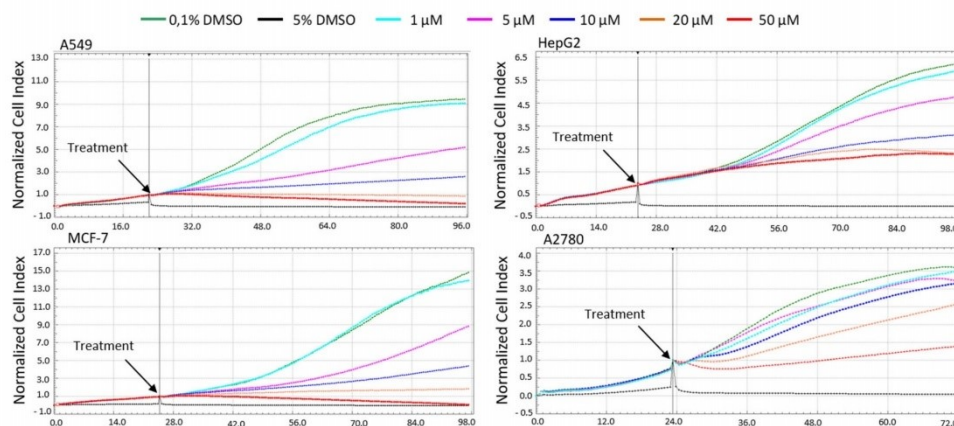 0,1% DMSO 5% DMSO 1 µM 5 µM 10 µM 20 µM 50 µM
A549
Normalized Cell Index
13.0
11.0
9.0
7.0
5.0
3.0
1.0
- 1.0
Treatment
0.0 16.0 32.0 48.0 64.0 80.0 96.0
HepG2
Normalized Cell Index
6.5
5.5
4.5
3.5
2.5
1.5
0.5
- 0.5
Treatment
0.0 14.0 28.0 42.0 56.0 70.0 84.0 98.0
MCF-7
Normalized Cell Index
17.0
15.0
13.0
11.0
9.0
7.0
5.0
3.0
1.0
-1.0
Treatment
0.0 14.0 28.0 42.0 56.0 70.0 84.0 98.0
A2780
Normalized Cell Index
4.0
3.5
3.0
2.5
2.0
1.5
1.0
0.5
0.0
-0.5
Treatment
0.0 12.0 24.0 36.0 48.0 60.0 72.0